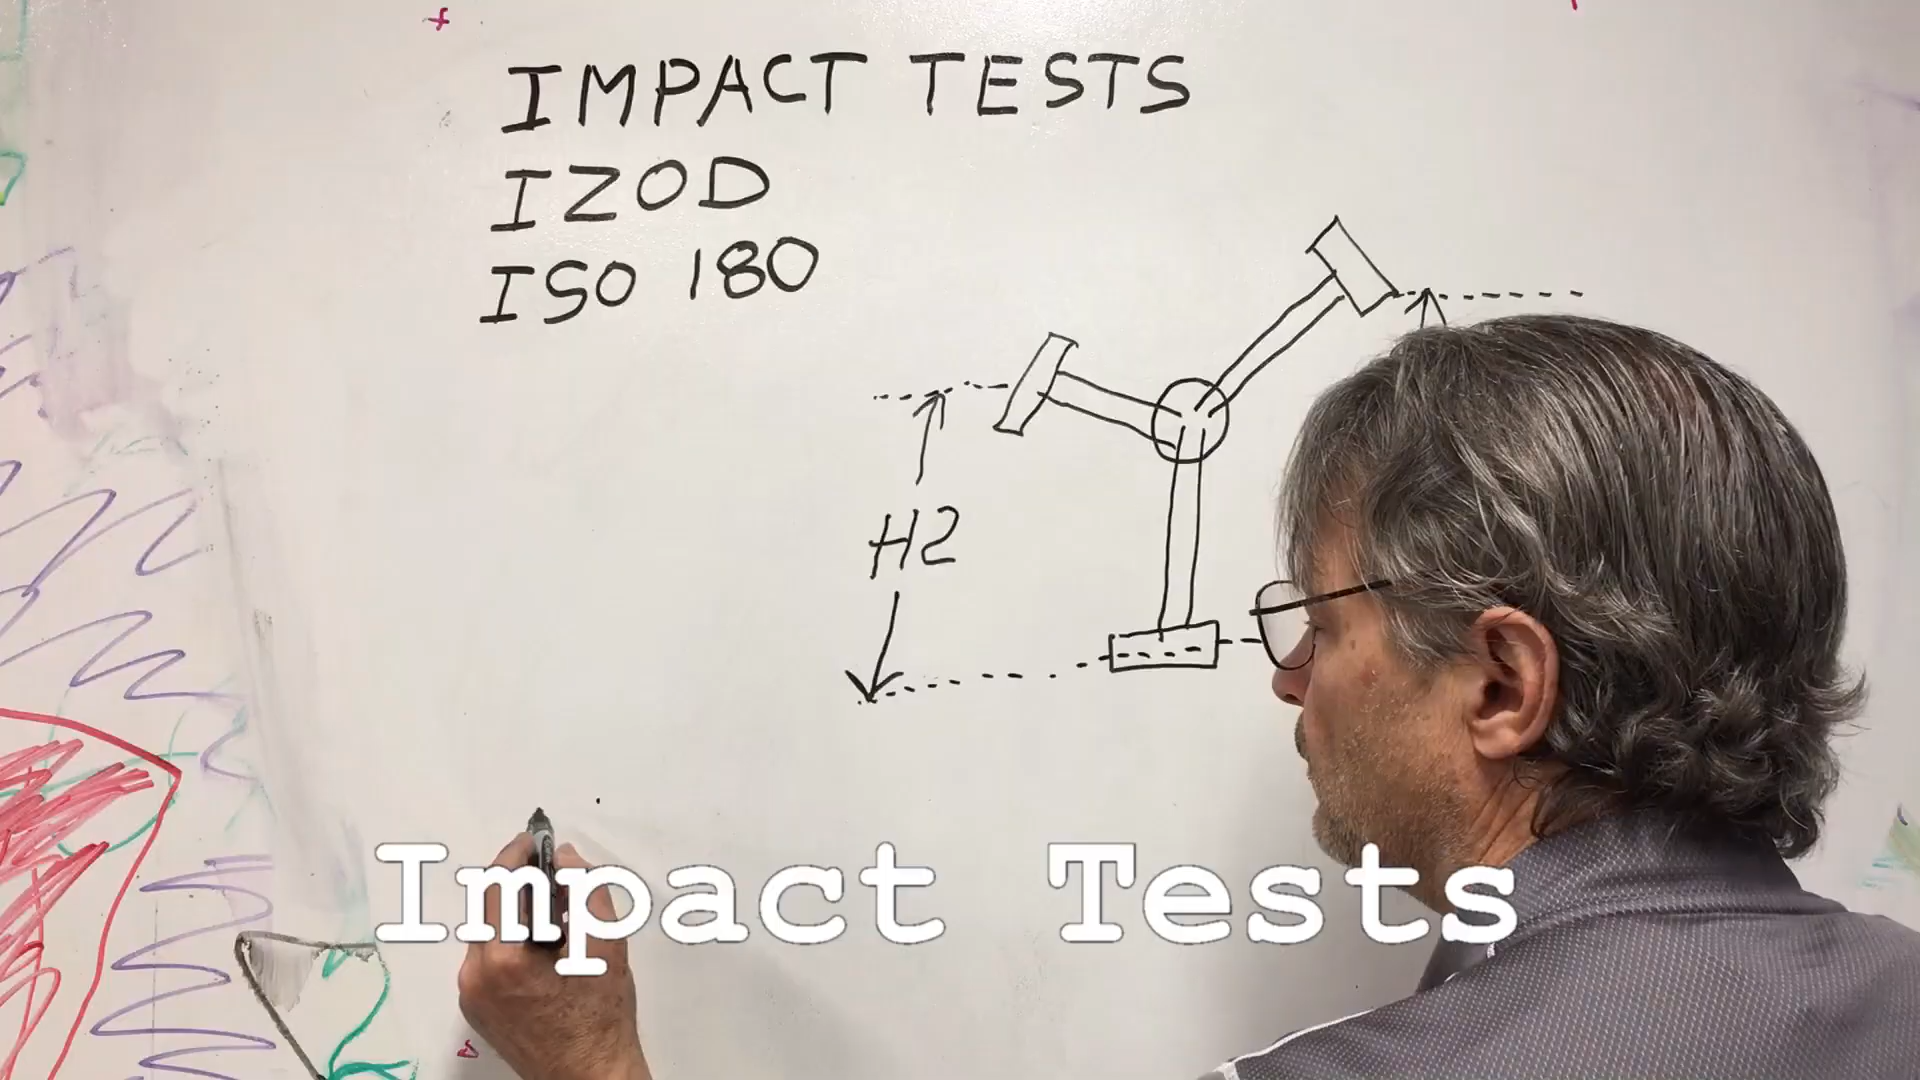 IMPACT TESTS
IZOD
ISO 180
H2
Impact Tests